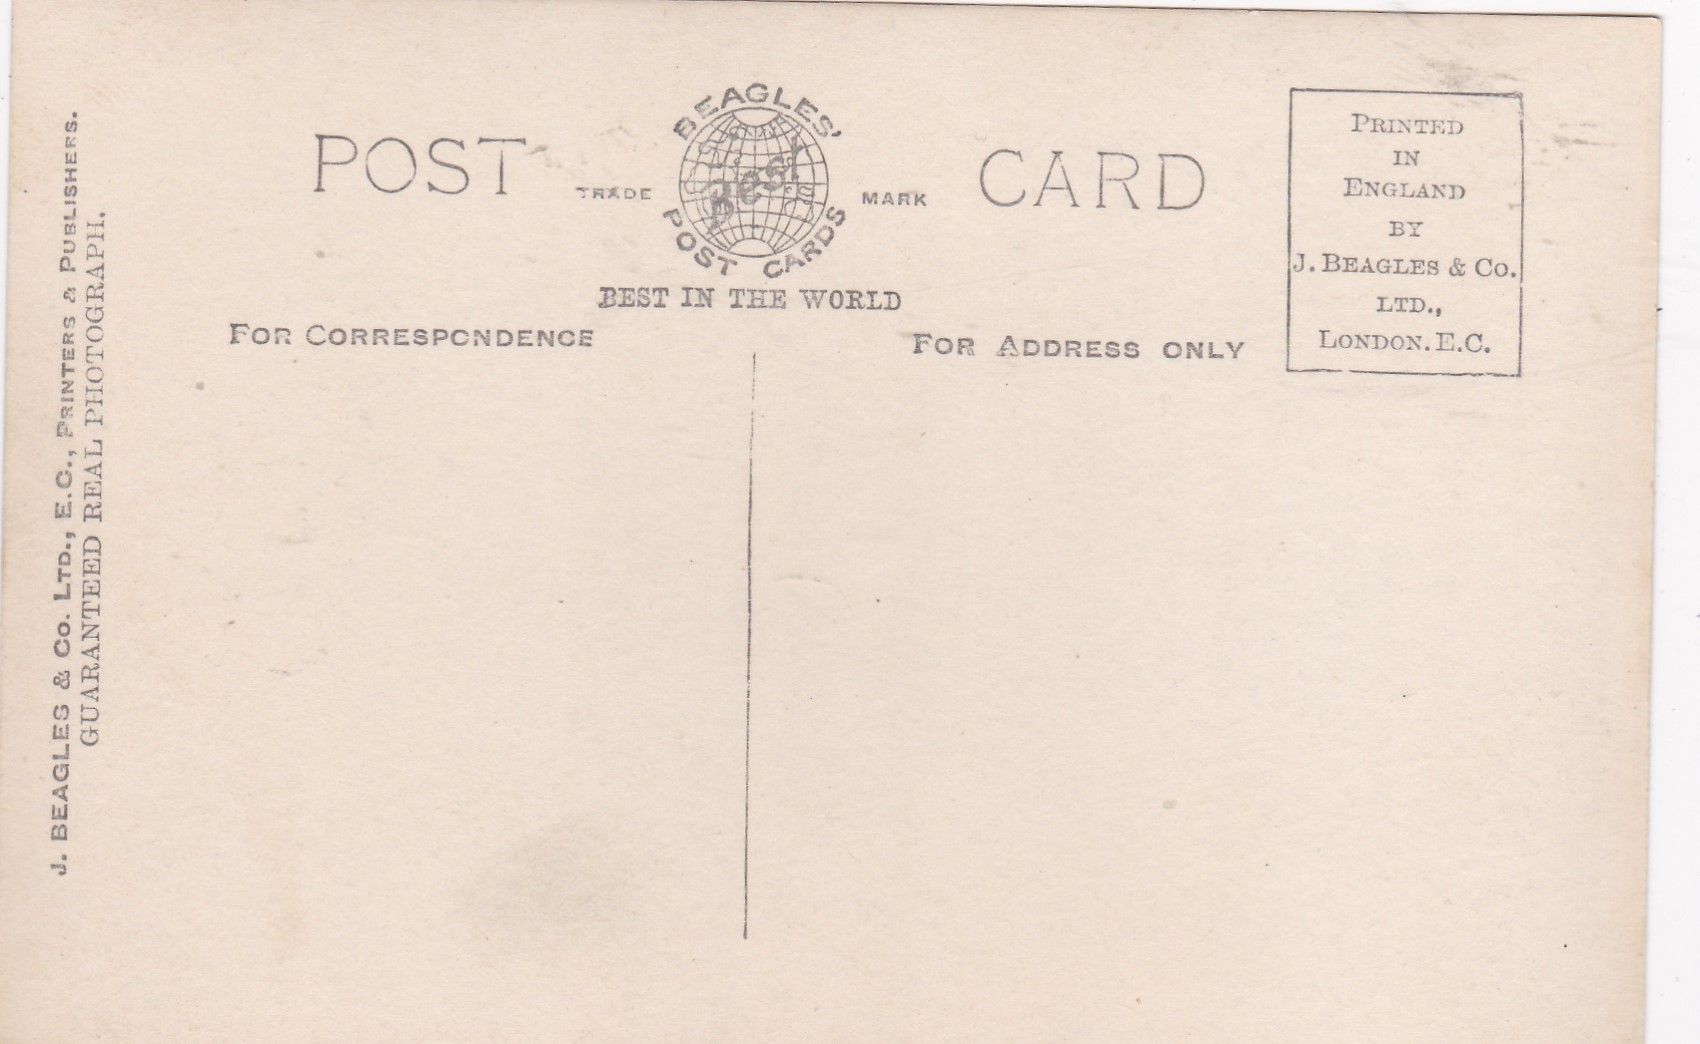 J. BEAGLES & CO. LTD., E.C., PRINTERS & PUBLISHERS.
GUARANTEED REAL PHOTOGRAPH.
POST CARD
BEAGLES'
TRADE MARK
Best
POST CARDS
BEST IN THE WORLD
FOR CORRESPONDENCE
FOR ADDRESS ONLY
PRINTED
IN
ENGLAND
BY
J. BEAGLES & Co.
LTD.,
LONDON. E.C.